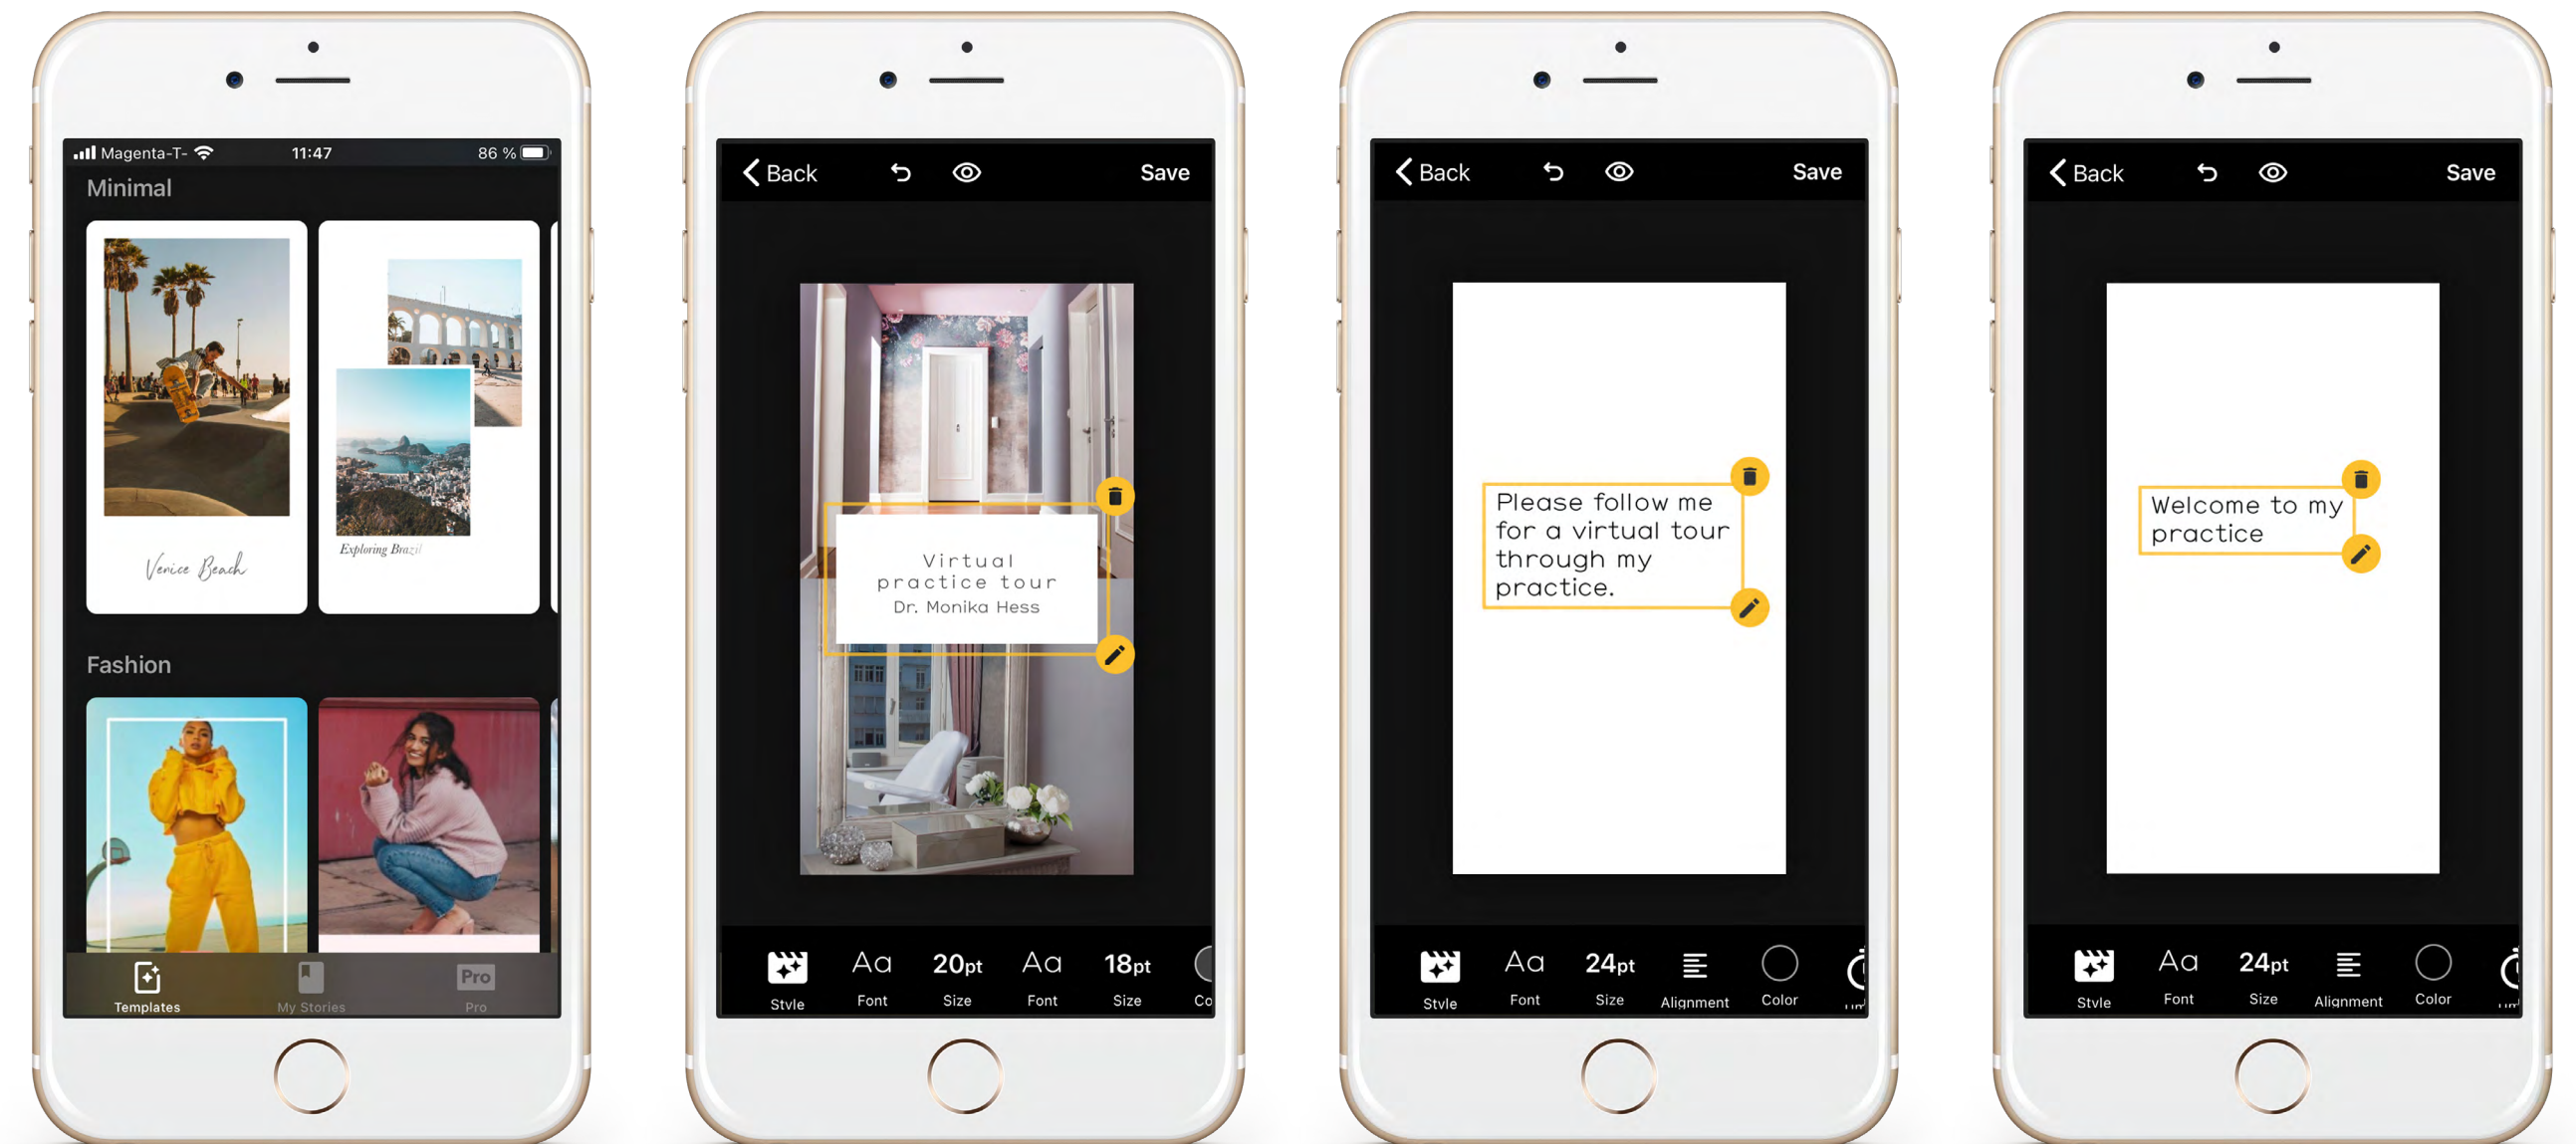 Magenta-T-
11:47
86 %
Minimal
Venice Beach
Exploring Brazil
Fashion
Templates
My Stories
Pro
Pro
Back
Save
Virtual
practice tour
Dr. Monika Hess
Aa
20pt
Aa
18pt
Style
Font
Size
Font
Size
Co
Back
Save
Please follow me
for a virtual tour
through my
practice.
Aa
24pt
Style
Font
Size
Alignment
Color
Back
Save
Welcome to my
practice
Aa
24pt
Style
Font
Size
Alignment
Color